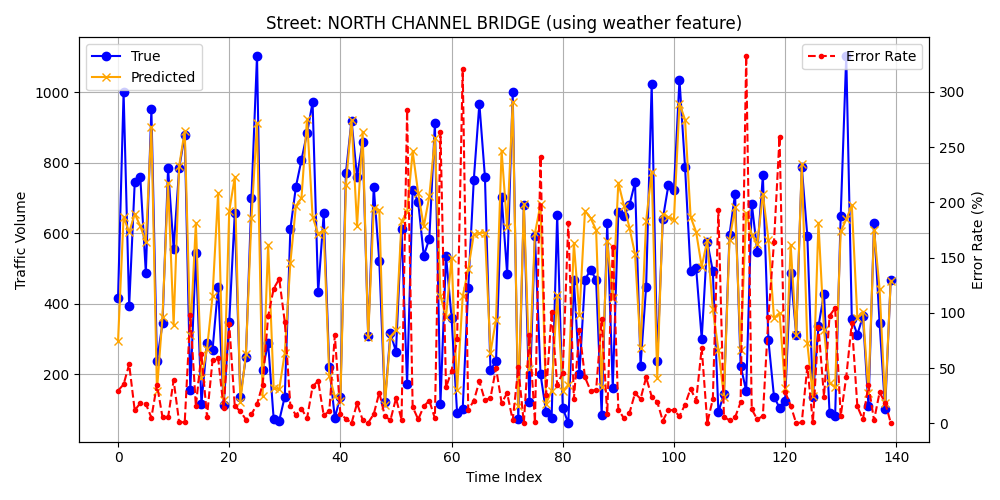 Street: NORTH CHANNEL BRIDGE (using weather feature)
True
Predicted
Error Rate
1000
800
600
400
200
300
250
200
150
100
50
0
Traffic Volume
Error Rate (%)
0 20 40 60 80 100 120 140
Time Index